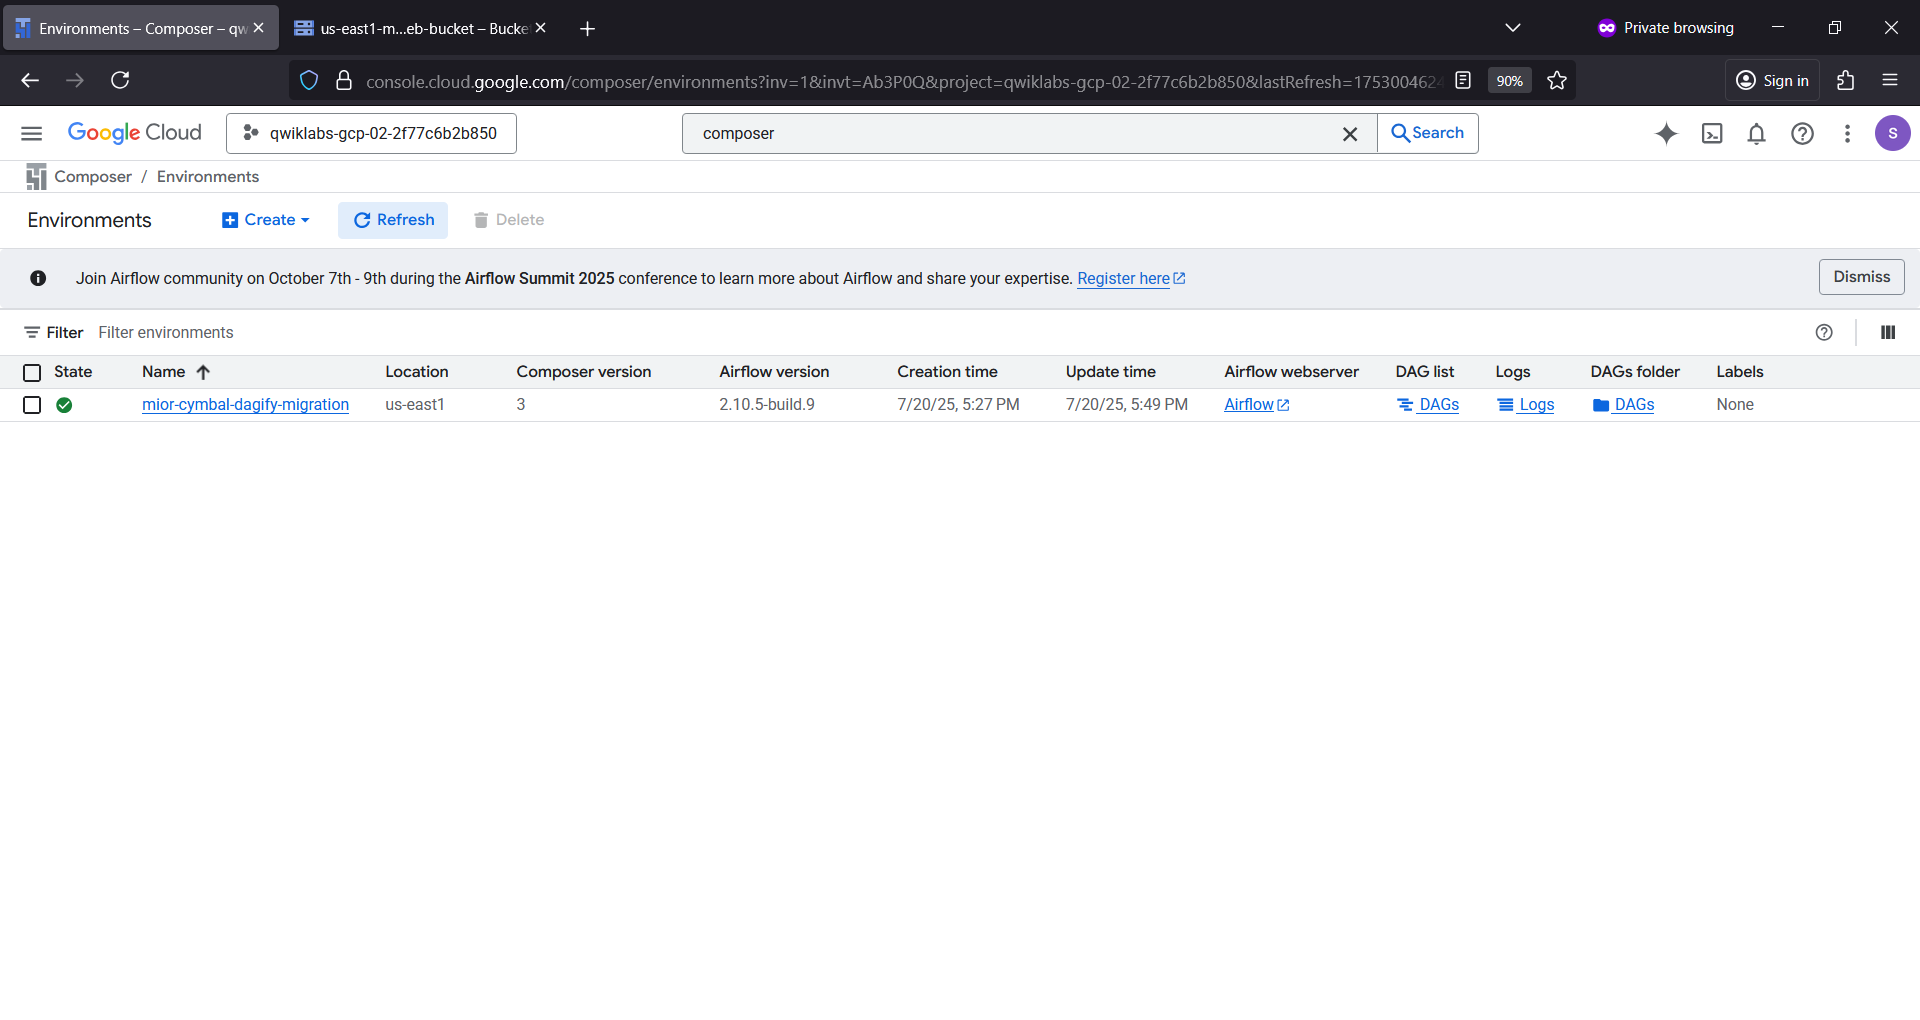 Environments – Composer – qw
us-east1-m...eb-bucket – Bucke
Private browsing
console.cloud.google.com/composer/environments?inv=1&invt=Ab3P0Q&project=qwiklabs-gcp-02-2f77c6b2b850&lastRefresh=1753004624
90%
Sign in
Google Cloud
qwiklabs-gcp-02-2f77c6b2b850
composer
Search
S
Composer / Environments
Environments
Create
Refresh
Delete
Join Airflow community on October 7th - 9th during the Airflow Summit 2025 conference to learn more about Airflow and share your expertise. Register here
Dismiss
Filter Filter environments
State Name Location Composer version Airflow version Creation time Update time Airflow webserver DAG list Logs DAGs folder Labels
mior-cymbal-dagify-migration us-east1 3 2.10.5-build.9 7/20/25, 5:27 PM 7/20/25, 5:49 PM Airflow DAGs Logs DAGs None